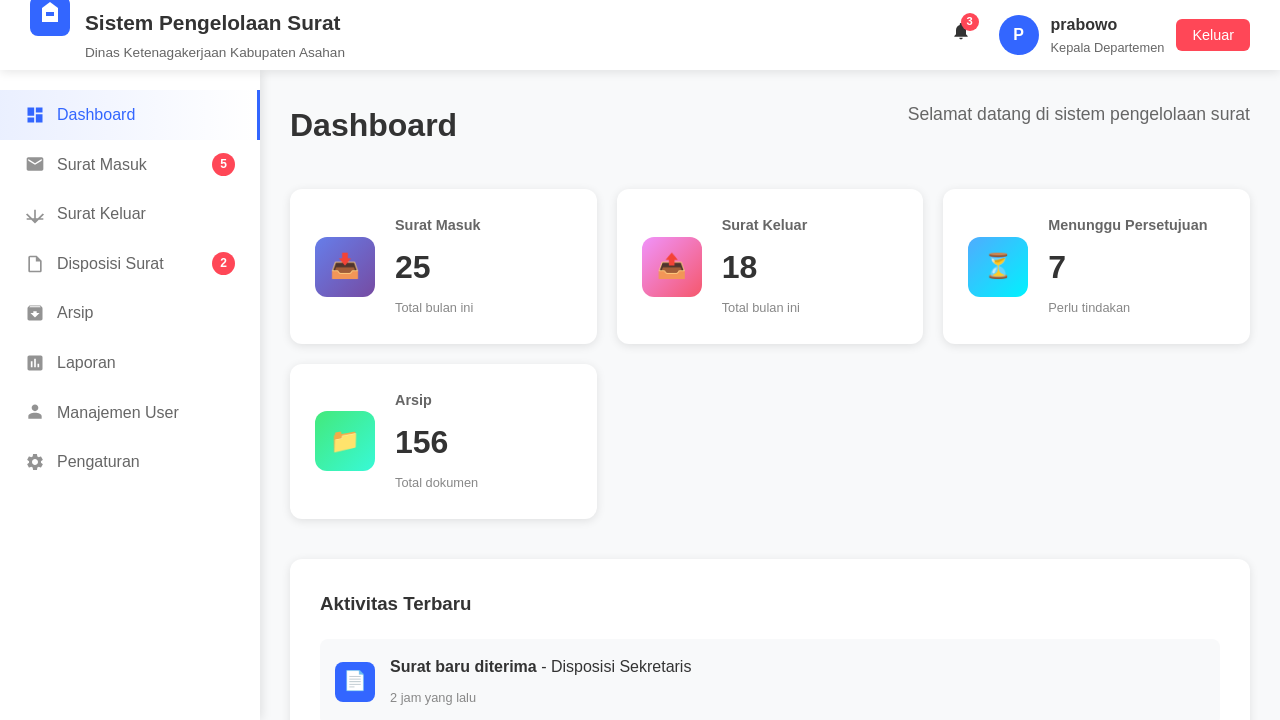 Sistem Pengelolaan Surat
Dinas Ketenagakerjaan Kabupaten Asahan
3
P
prabowo
Kepala Departemen
Keluar
Dashboard
Surat Masuk
5
Surat Keluar
Disposisi Surat
2
Arsip
Laporan
Manajemen User
Pengaturan
Dashboard
Selamat datang di sistem pengelolaan surat
Surat Masuk
25
Total bulan ini
Surat Keluar
18
Total bulan ini
Menunggu Persetujuan
7
Perlu tindakan
Arsip
156
Total dokumen
Aktivitas Terbaru
Surat baru diterima - Disposisi Sekretaris
2 jam yang lalu